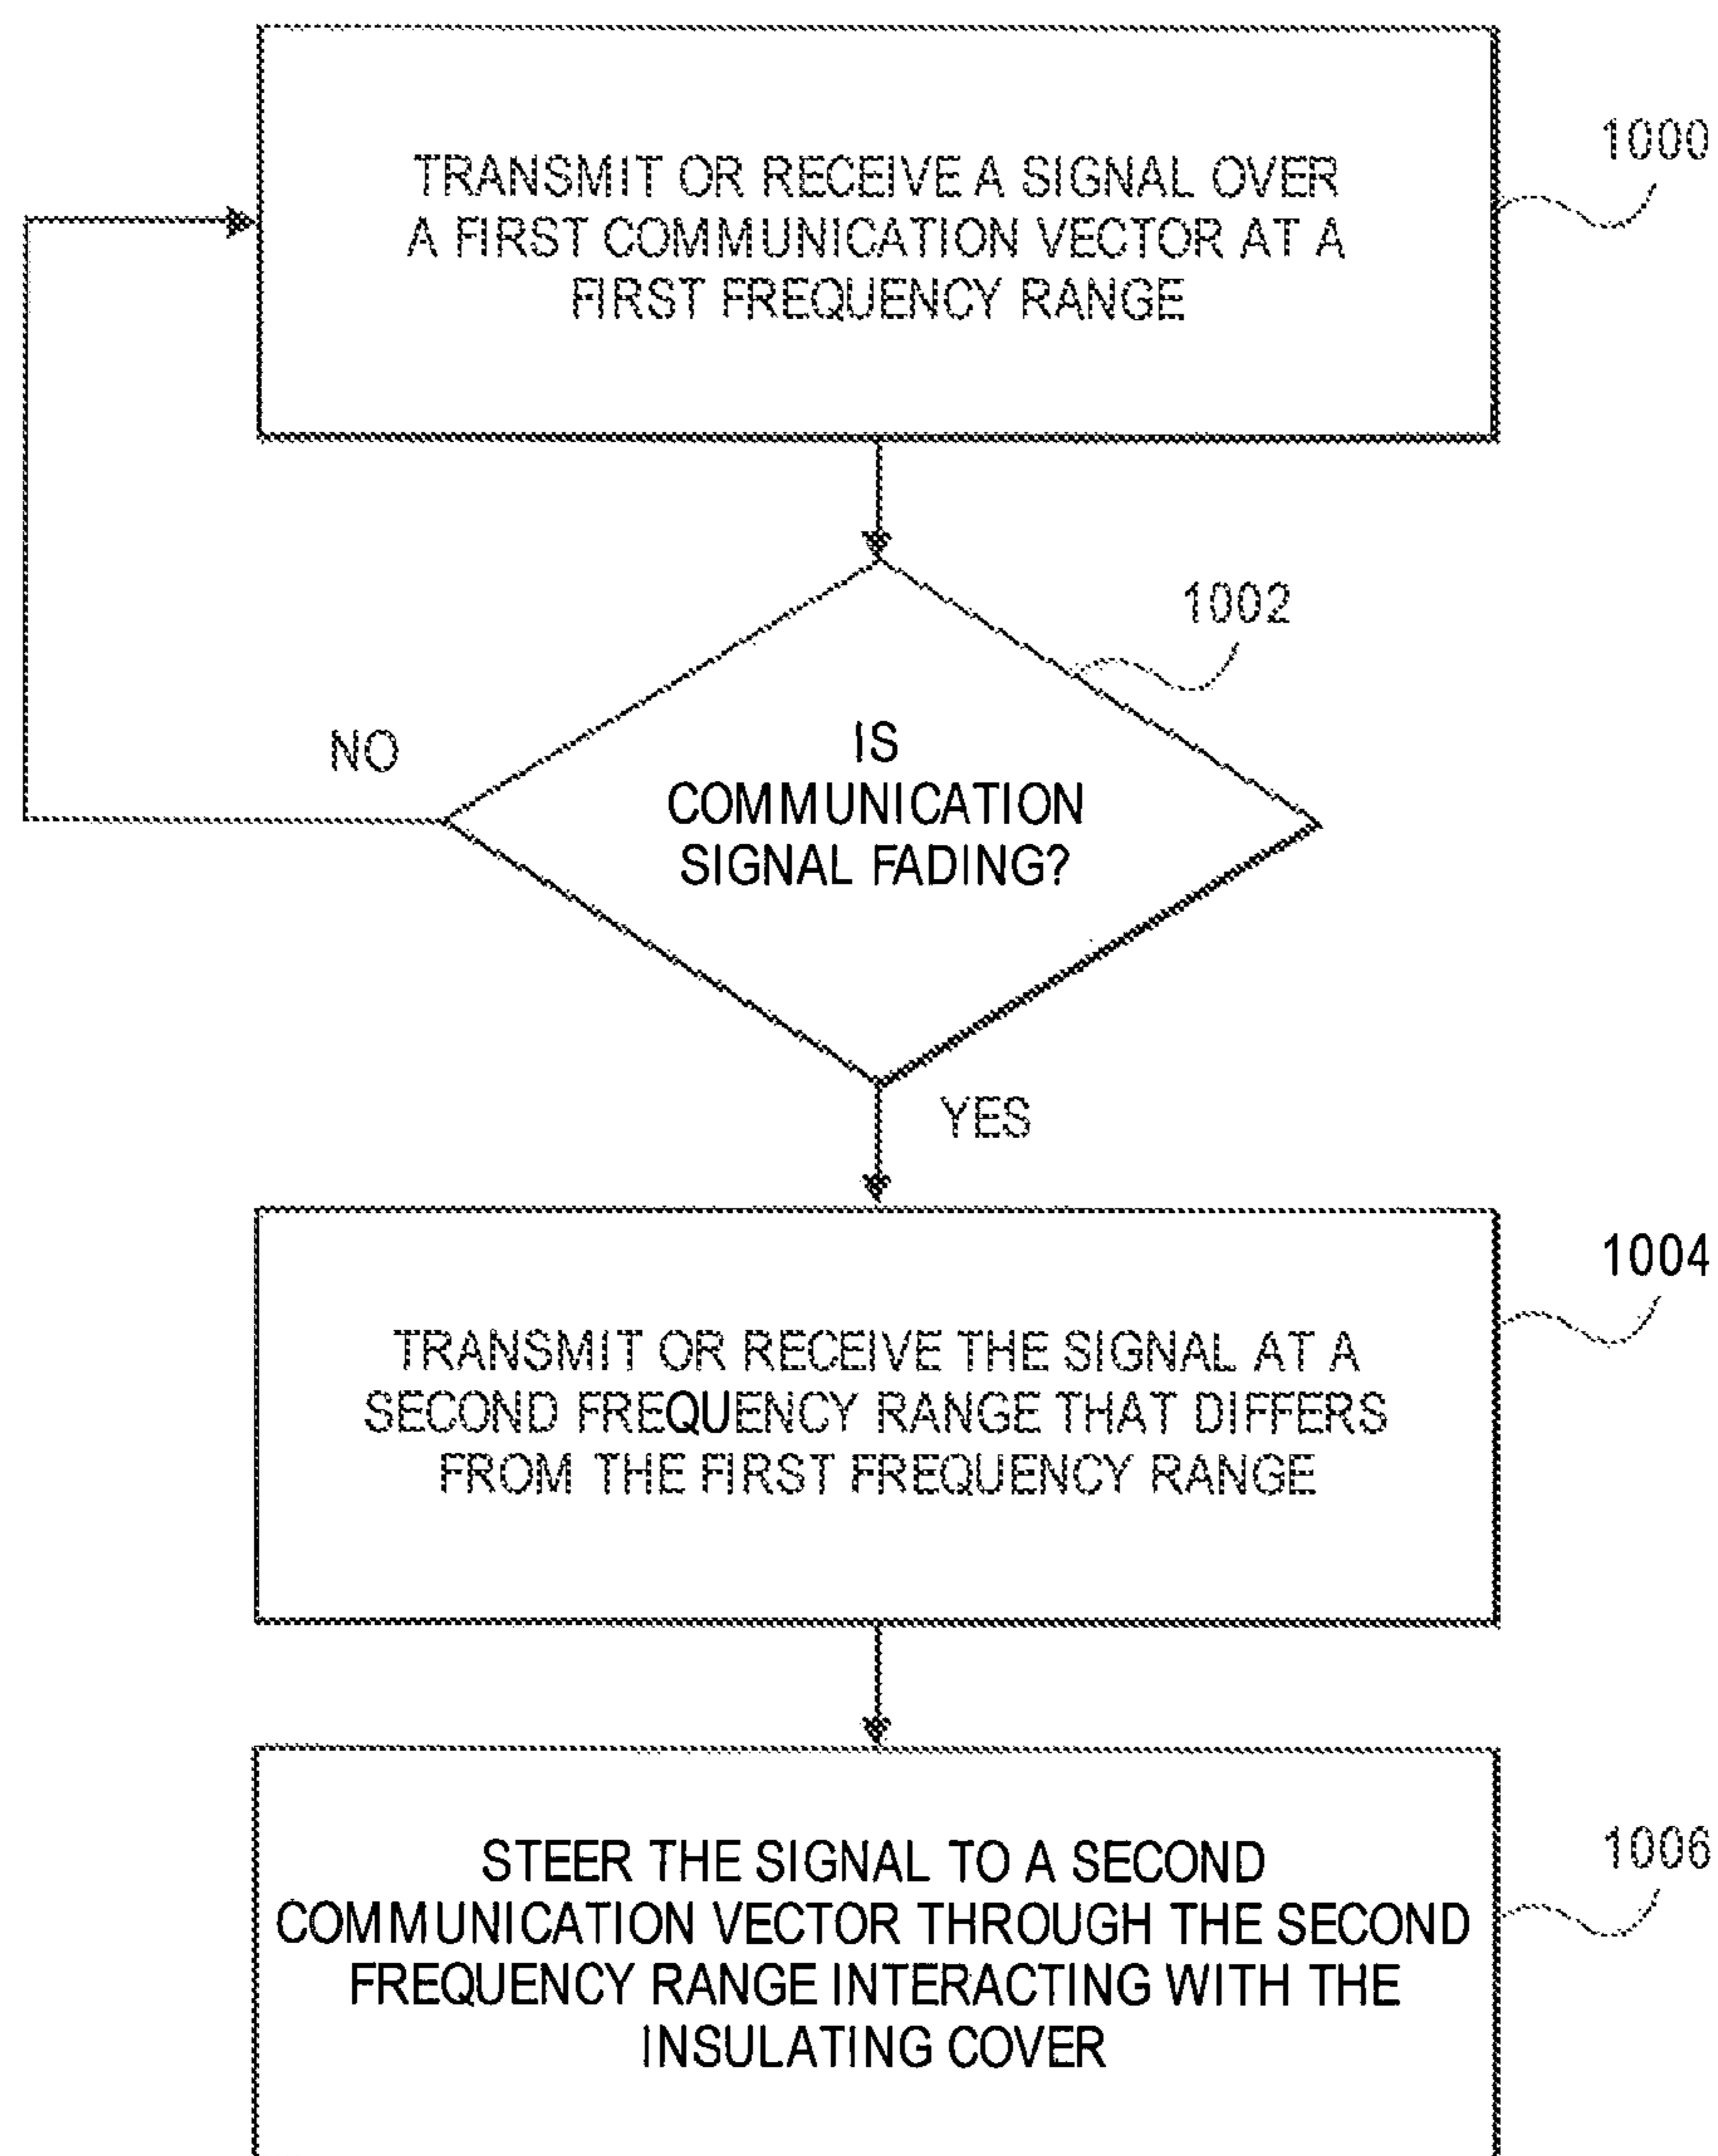 TRANSMIT OR RECEIVE A SIGNAL OVER
A FIRST COMMUNICATION VECTOR AT A
FIRST FREQUENCY RANGE
1000
1002
IS
COMMUNICATION
SIGNAL FADING?
NO
YES
1004
TRANSMIT OR RECEIVE THE SIGNAL AT A
SECOND FREQUENCY RANGE THAT DIFFERS
FROM THE FIRST FREQUENCY RANGE
1006
STEER THE SIGNAL TO A SECOND
COMMUNICATION VECTOR THROUGH THE SECOND
FREQUENCY RANGE INTERACTING WITH THE
INSULATING COVER